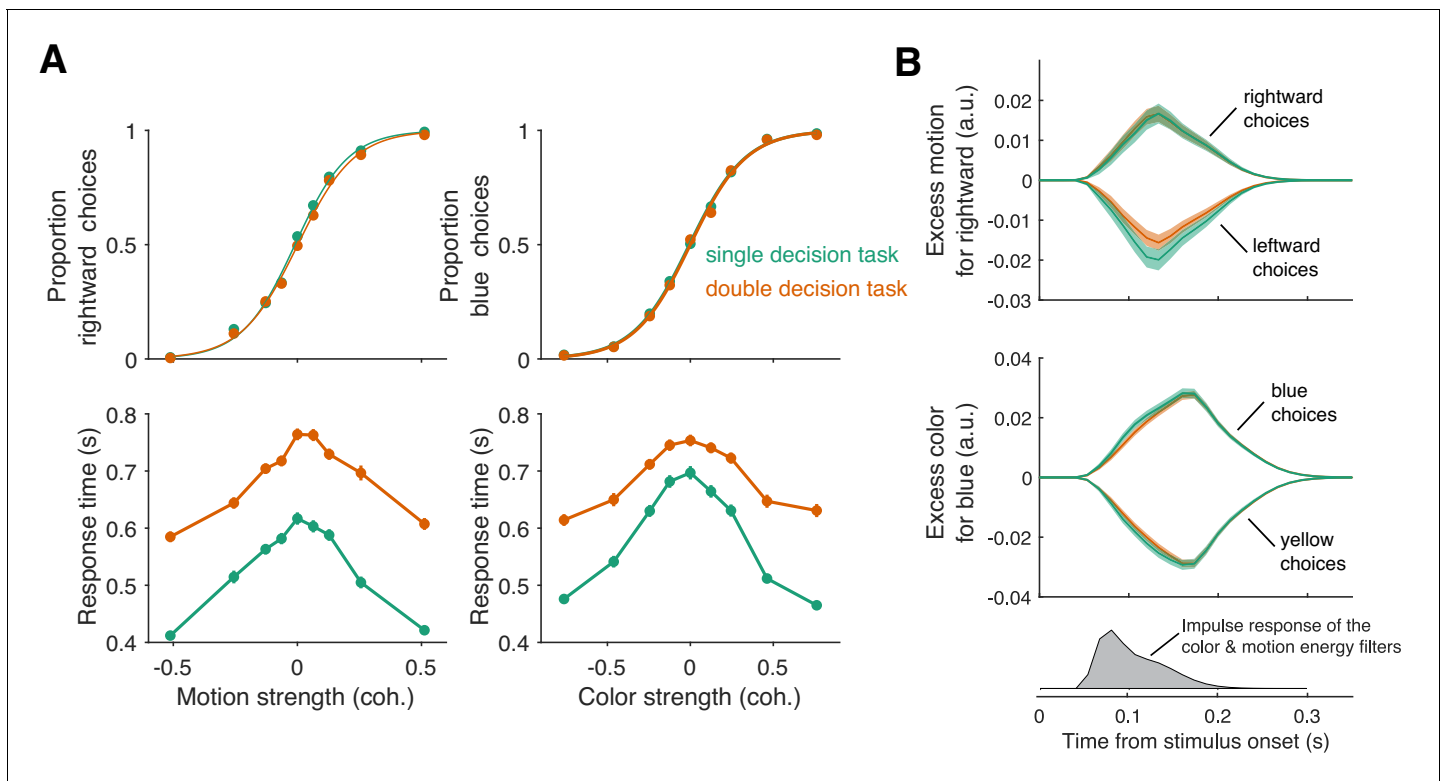 A
Proportion
rightward choices
1
0.5
0
Proportion
blue choices
1
0.5
0
single decision task
double decision task
Response time (s)
0.8
0.7
0.6
0.5
0.4
-0.5
0
0.5
Motion strength (coh.)
Response time (s)
0.8
0.7
0.6
0.5
0.4
-0.5
0
0.5
Color strength (coh.)
B
Excess motion
for rightward (a.u.)
0.02
0.01
0
-0.01
-0.02
-0.03
rightward
choices
leftward
choices
Excess color
for blue (a.u.)
0.04
0.02
0
-0.02
-0.04
blue
choices
yellow
choices
Impulse response of the
color & motion energy filters
0
0.1
0.2
0.3
Time from stimulus onset (s)